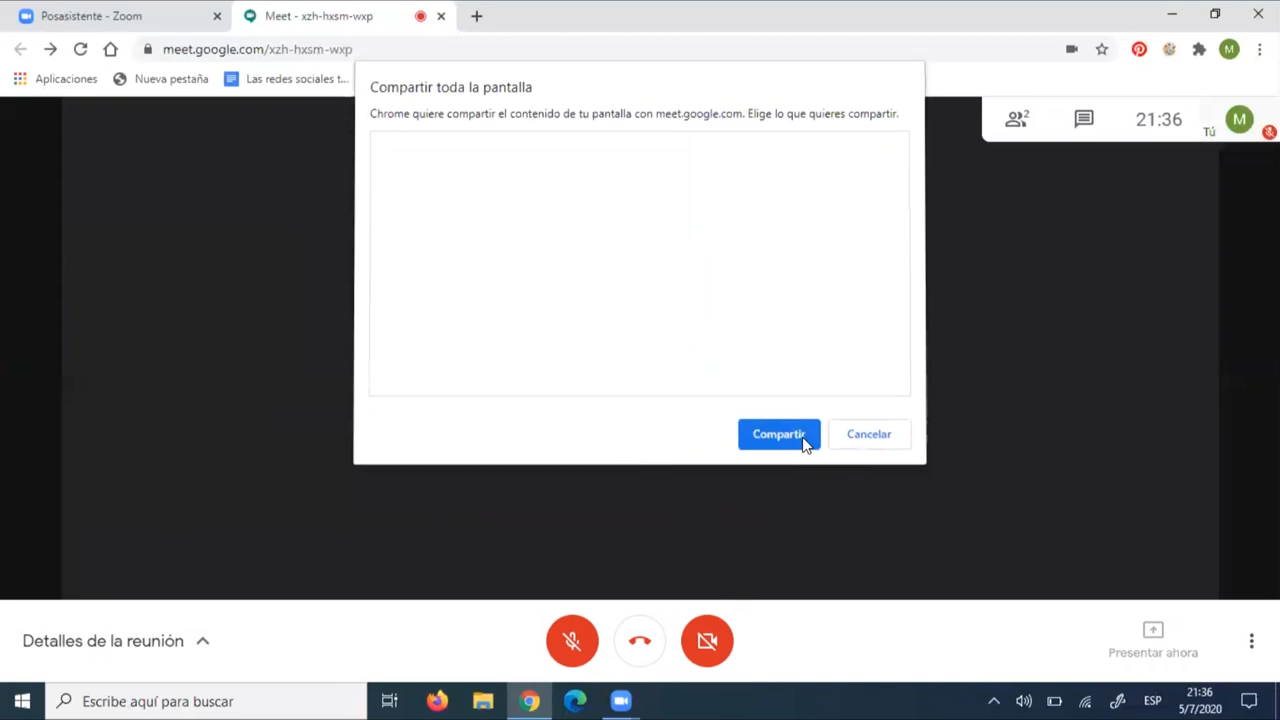 Posasistente - Zoom
Meet - xzh-hxsm-wxp
meet.google.com/xzh-hxsm-wxp
M
Aplicaciones
Nueva pestaña
Las redes sociales t...
Compartir toda la pantalla
Chrome quiere compartir el contenido de tu pantalla con meet.google.com. Elige lo que quieres compartir.
2
21:36
Tú
M
Compartir
Cancelar
Detalles de la reunión
Presentar ahora
Escribe aquí para buscar
ESP
21:36
5/7/2020